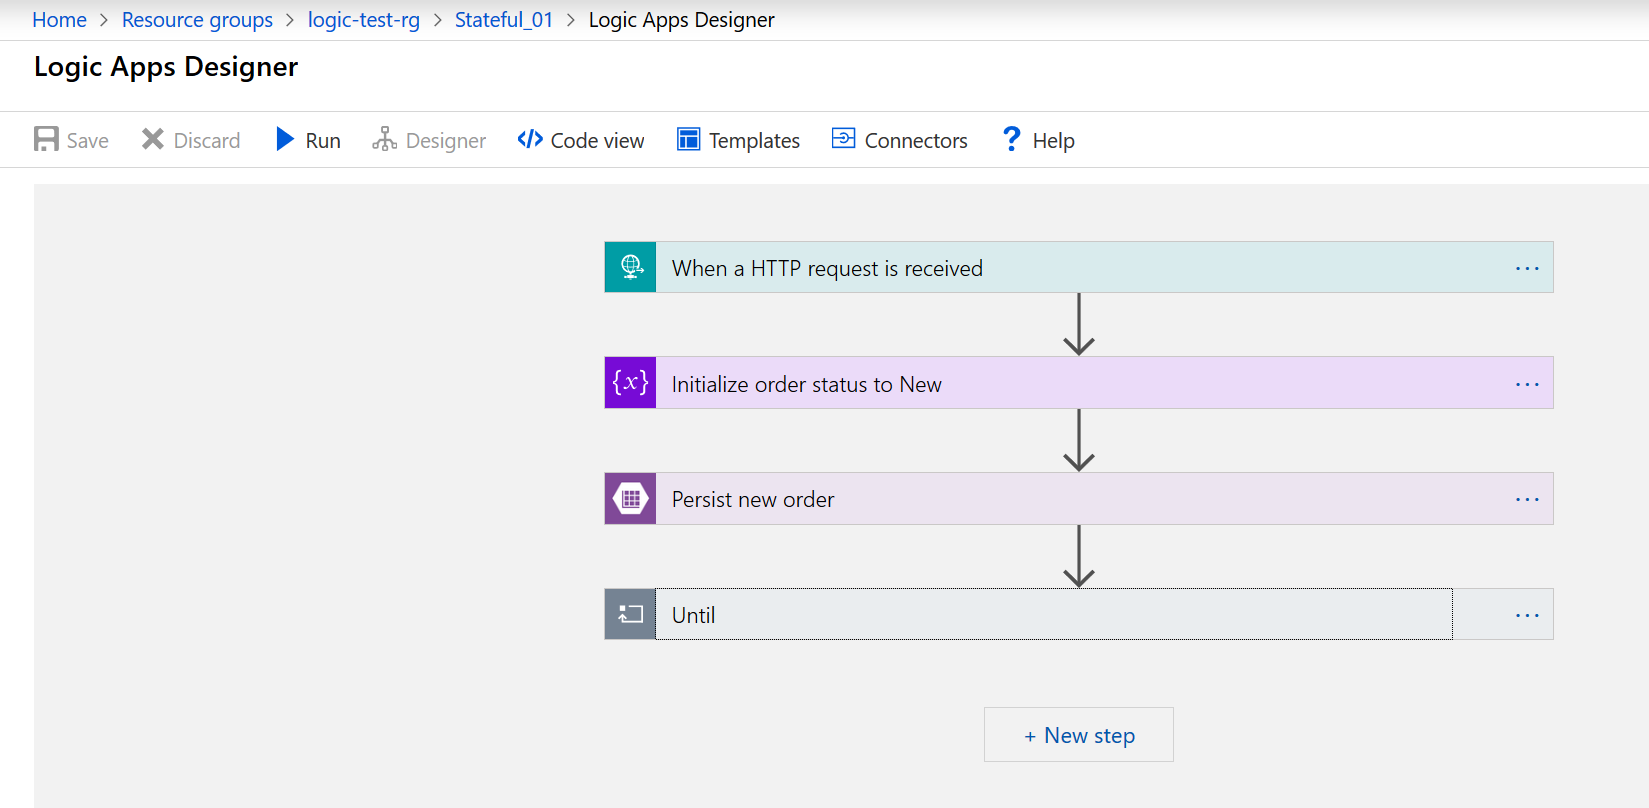 Home > Resource groups > logic-test-rg > Stateful_01 > Logic Apps Designer
Logic Apps Designer
Save Discard Run Designer </> Code view Templates Connectors ? Help
When a HTTP request is received ...
{x} Initialize order status to New ...
Persist new order ...
Until ...
+ New step